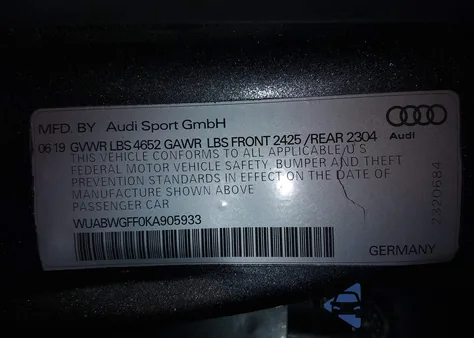 MFD. BY Audi Sport GmbH
06 19 GVWR LBS 4652 GAWR LBS FRONT 2425 /REAR 2304
Audi
THIS VEHICLE CONFORMS TO ALL APPLICABLE U S
FEDERAL MOTOR VEHICLE SAFETY, BUMPER AND THEFT
PREVENTION STANDARDS IN EFFECT ON THE DATE OF
MANUFACTURE SHOWN ABOVE
PASSENGER CAR
WUABWGFF0KA905933
2320684
GERMANY